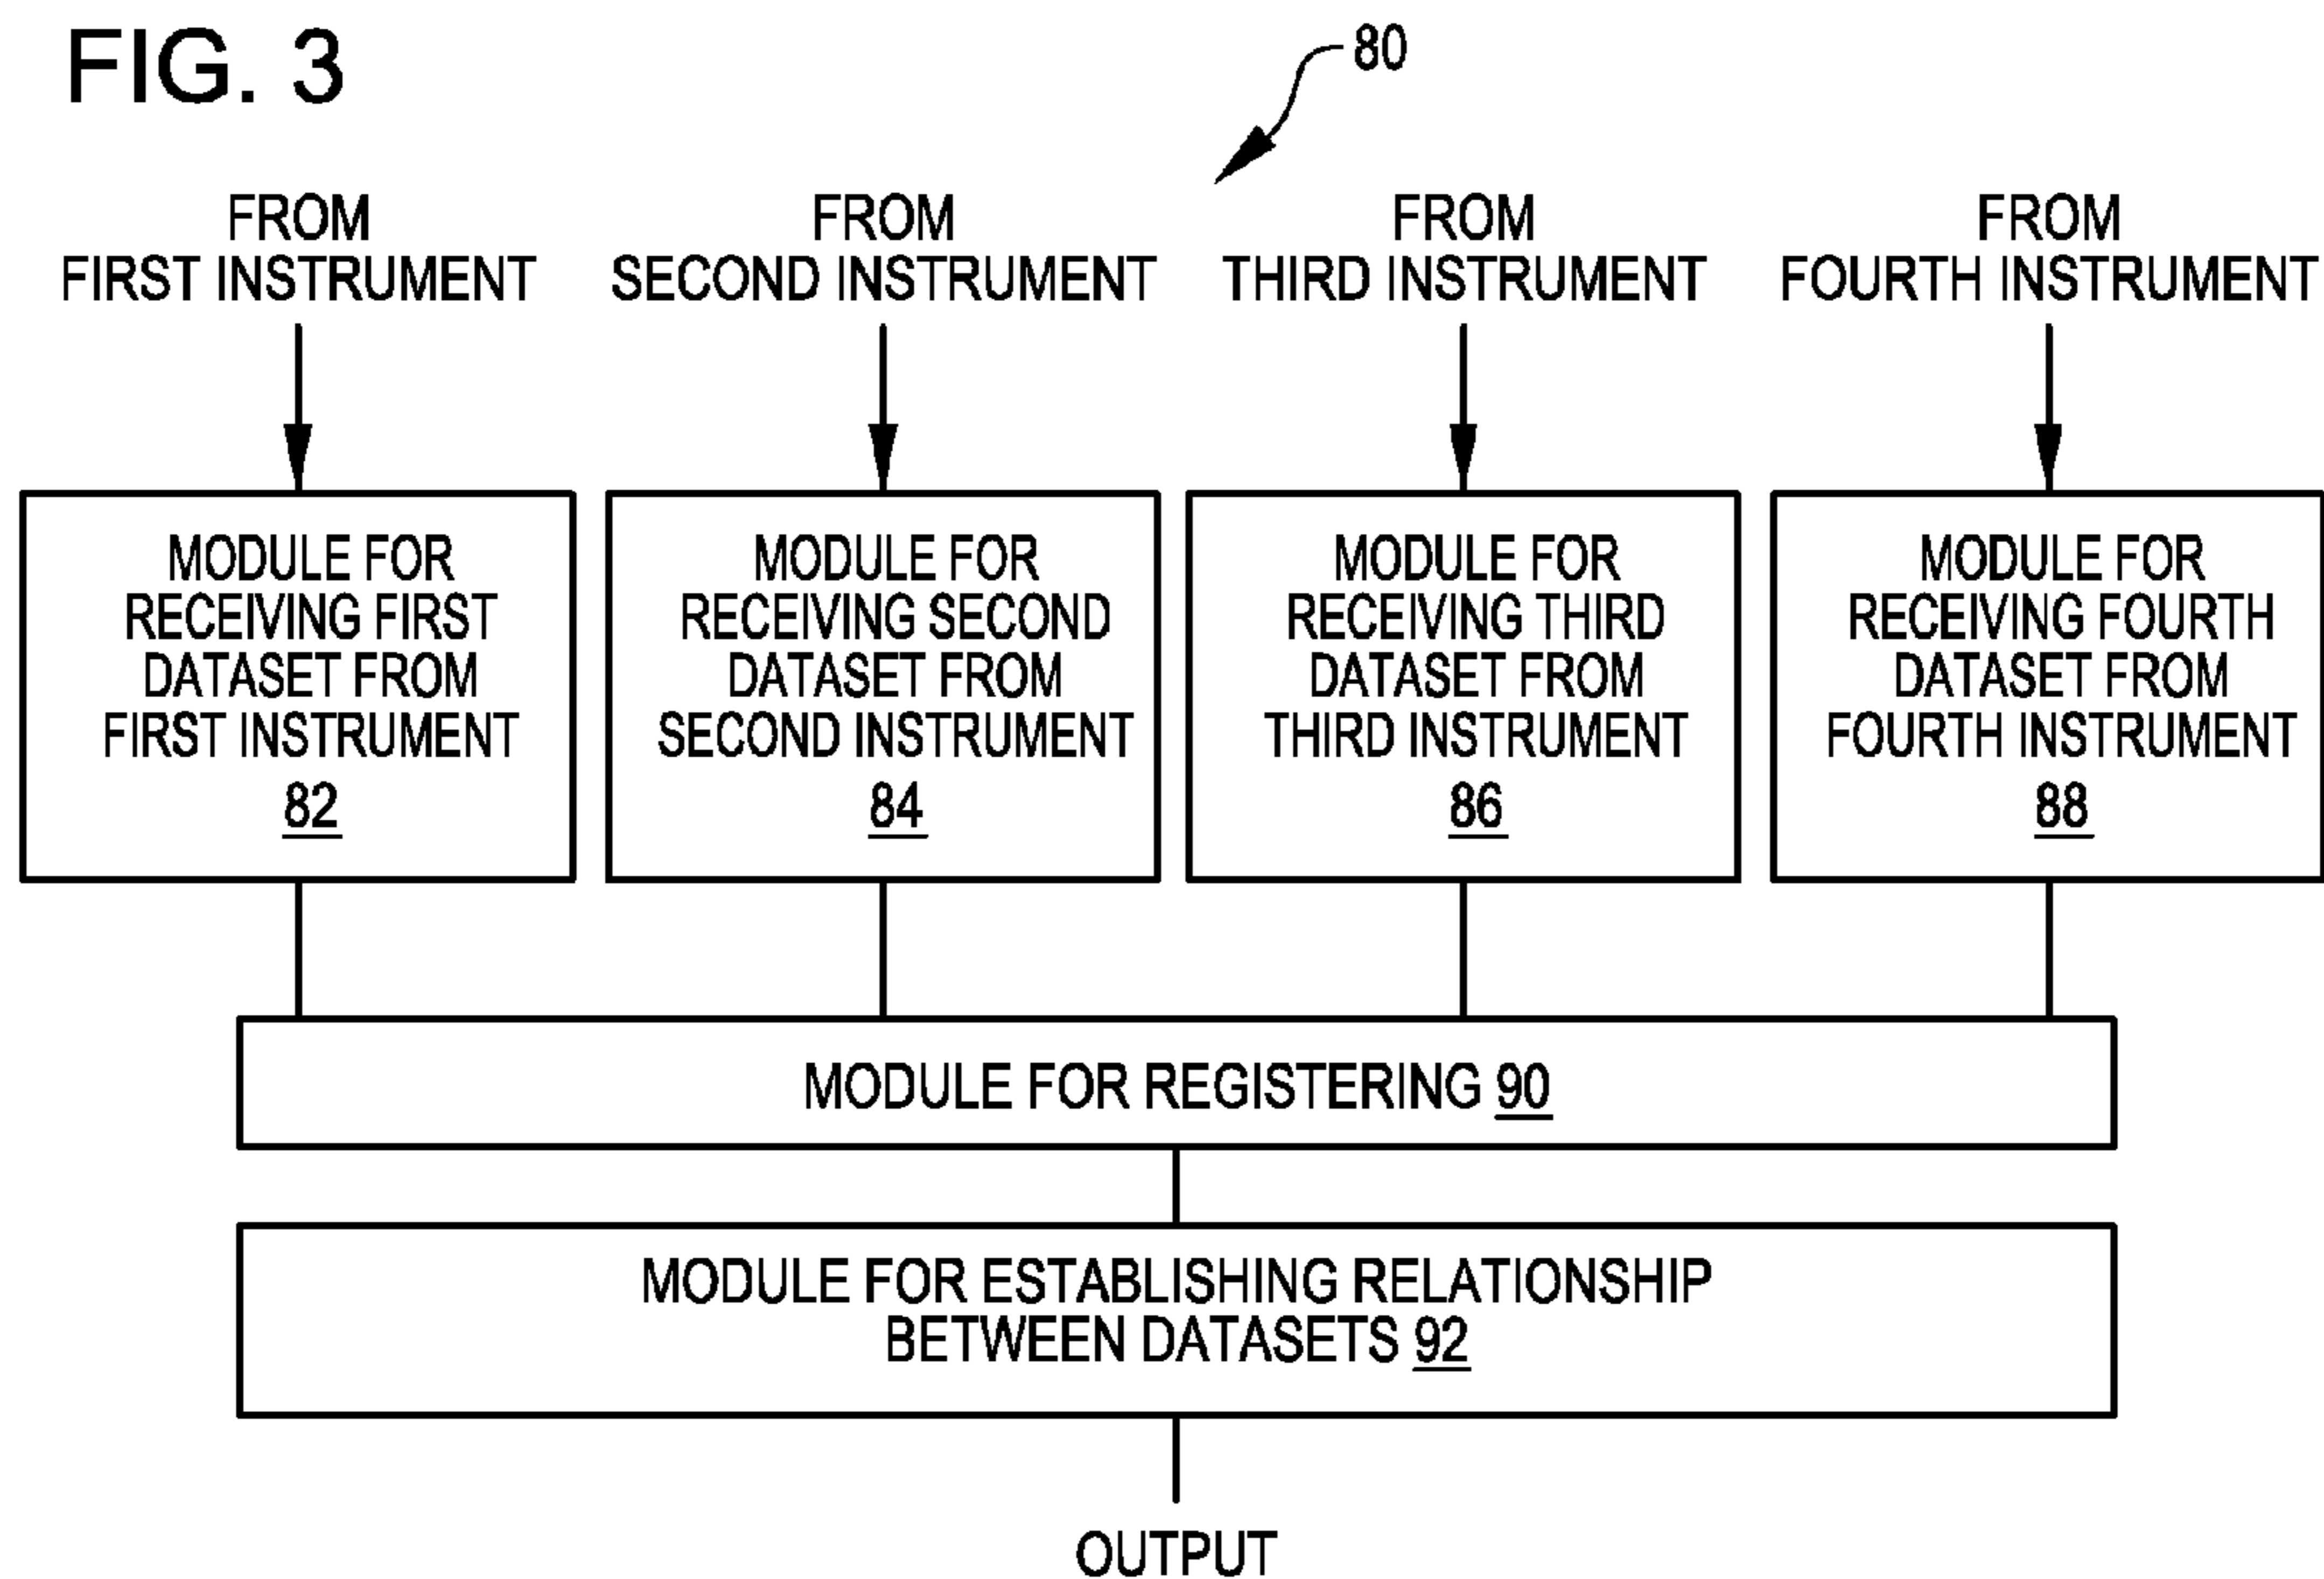 FIG. 3
80
FROM
FIRST INSTRUMENT
FROM
SECOND INSTRUMENT
FROM
THIRD INSTRUMENT
FROM
FOURTH INSTRUMENT
MODULE FOR
RECEIVING FIRST
DATASET FROM
FIRST INSTRUMENT
82
MODULE FOR
RECEIVING SECOND
DATASET FROM
SECOND INSTRUMENT
84
MODULE FOR
RECEIVING THIRD
DATASET FROM
THIRD INSTRUMENT
86
MODULE FOR
RECEIVING FOURTH
DATASET FROM
FOURTH INSTRUMENT
88
MODULE FOR REGISTERING 90
MODULE FOR ESTABLISHING RELATIONSHIP
BETWEEN DATASETS 92
OUTPUT